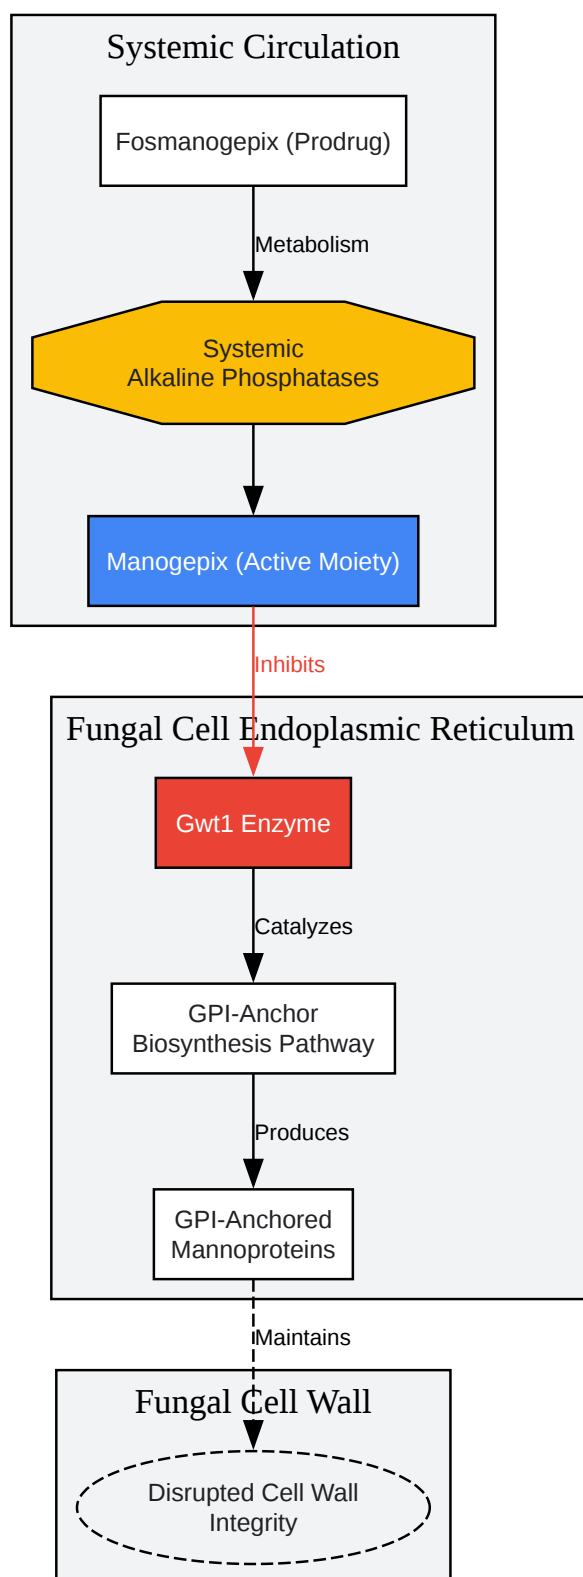 Systemic Circulation
Fosmanogepix (Prodrug)
Metabolism
Systemic
Alkaline Phosphatases
Manogepix (Active Moiety)
Inhibits
Fungal Cell Endoplasmic Reticulum
Gwt1 Enzyme
Catalyzes
GPI-Anchor
Biosynthesis Pathway
Produces
GPI-Anchored
Mannoproteins
Maintains
Fungal Cell Wall
Disrupted Cell Wall
Integrity